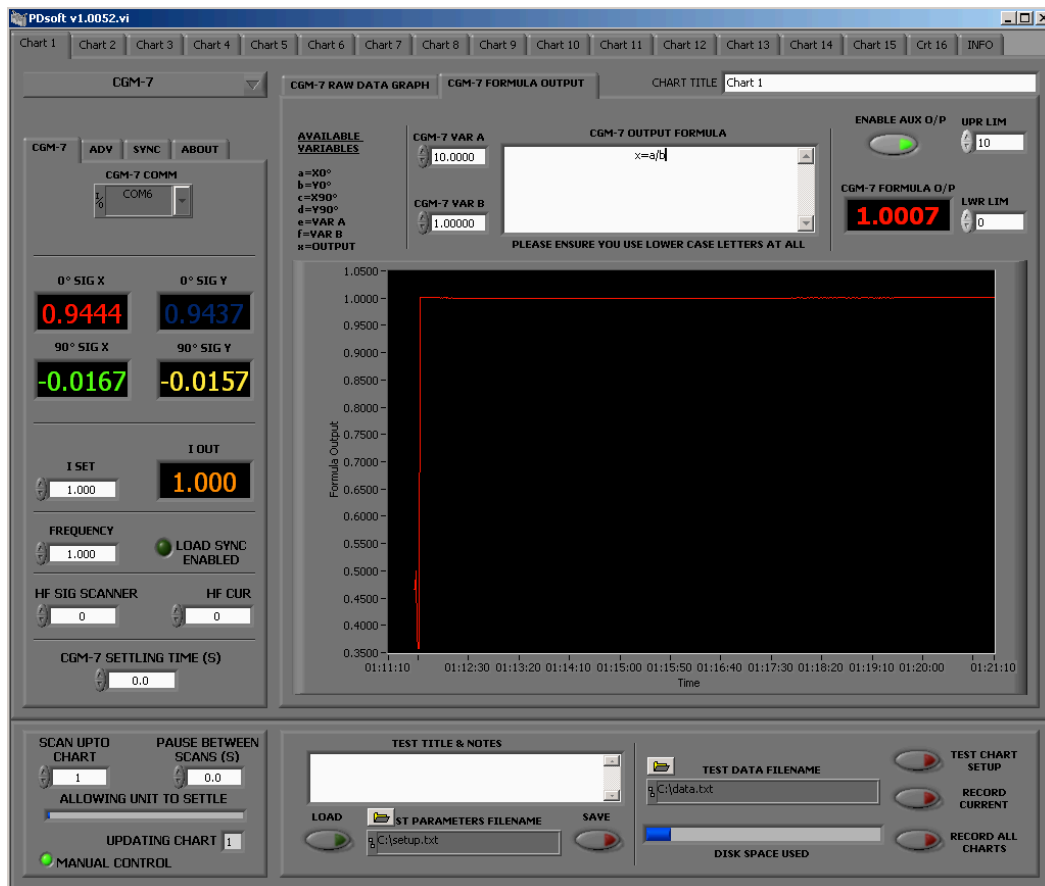 PDsoft v1.0052.vi
Chart 1 Chart 2 Chart 3 Chart 4 Chart 5 Chart 6 Chart 7 Chart 8 Chart 9 Chart 10 Chart 11 Chart 12 Chart 13 Chart 14 Chart 15 Crt 16 INFO
CGM-7
CGM-7 ADV SYNC ABOUT
CGM-7 COMM
I/O COM6
0° SIG X 0° SIG Y
0.9444 0.9437
90° SIG X 90° SIG Y
-0.0167 -0.0157
I SET I OUT
1.000 1.000
FREQUENCY
1.000 LOAD SYNC
ENABLED
HF SIG SCANNER HF CUR
0 0
CGM-7 SETTLING TIME (S)
0.0
CGM-7 RAW DATA GRAPH CGM-7 FORMULA OUTPUT CHART TITLE Chart 1
AVAILABLE
VARIABLES
a=X0°
b=Y0°
c=X90°
d=Y90°
e=VAR A
f=VAR B
x=OUTPUT
CGM-7 VAR A
10.0000
CGM-7 VAR B
1.00000
CGM-7 OUTPUT FORMULA
x=a/b
PLEASE ENSURE YOU USE LOWER CASE LETTERS AT ALL
ENABLE AUX O/P UPR LIM
10
CGM-7 FORMULA O/P LWR LIM
1.0007 0
Formula Output
1.0500
1.0000
0.9500
0.9000
0.8500
0.8000
0.7500
0.7000
0.6500
0.6000
0.5500
0.5000
0.4500
0.4000
0.3500
01:11:10 01:12:30 01:13:20 01:14:10 01:15:00 01:15:50 01:16:40 01:17:30 01:18:20 01:19:10 01:20:00 01:21:10
Time
SCAN UPTO
CHART
1
PAUSE BETWEEN
SCANS (S)
0.0
ALLOWING UNIT TO SETTLE
UPDATING CHART 1
MANUAL CONTROL
TEST TITLE & NOTES
LOAD ST PARAMETERS FILENAME SAVE
C:\setup.txt
TEST DATA FILENAME
C:\data.txt
DISK SPACE USED
TEST CHART
SETUP
RECORD
CURRENT
RECORD ALL
CHARTS